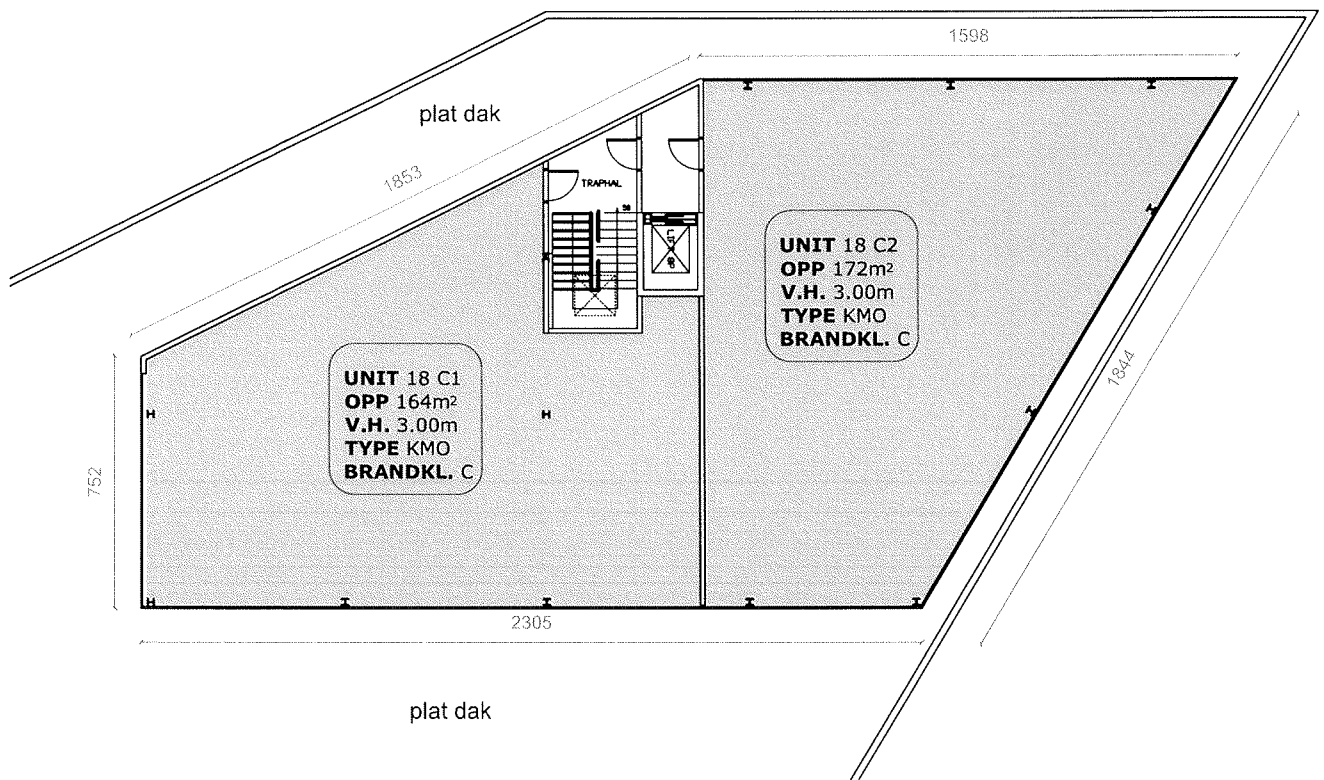 1598
plat dak
1853
TRAPHAL
UNIT 18 C2
OPP 172m²
V.H. 3.00m
TYPE KMO
BRANDKL. C
UNIT 18 C1
OPP 164m²
V.H. 3.00m
TYPE KMO
BRANDKL. C
1844
752
2305
plat dak